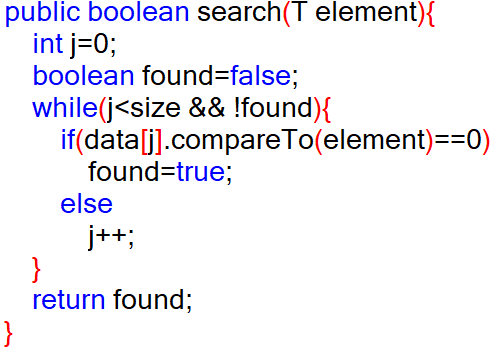 public boolean search(T element){
int j=0;
boolean found=false;
while(j<size && !found){
if(data[j].compareTo(element)==0)
found=true;
else
j++;
}
return found;
}